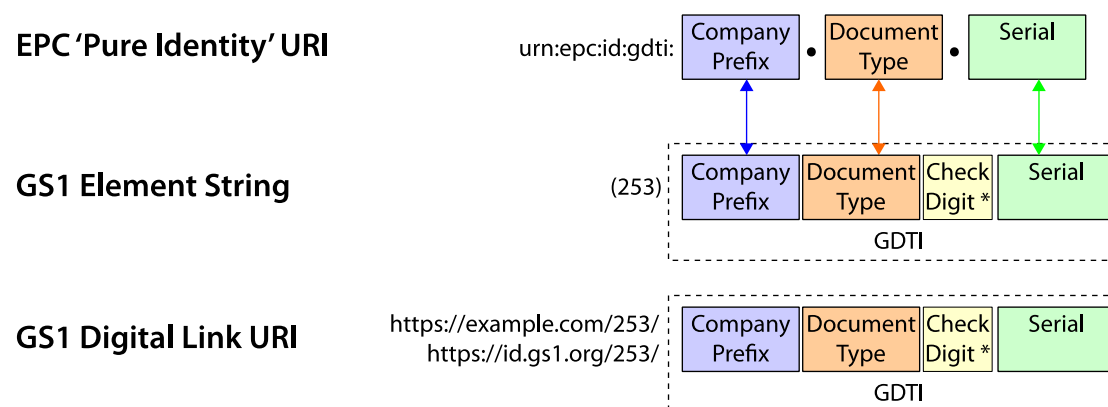 EPC ‘Pure Identity’ URI
urn:epc:id:gdti:
Company
Prefix
•
Document
Type
•
Serial
GS1 Element String
(253)
Company
Prefix
Document
Type
Check
Digit *
Serial
GDTI
GS1 Digital Link URI
https://example.com/253/
https://id.gs1.org/253/
Company
Prefix
Document
Type
Check
Digit *
Serial
GDTI